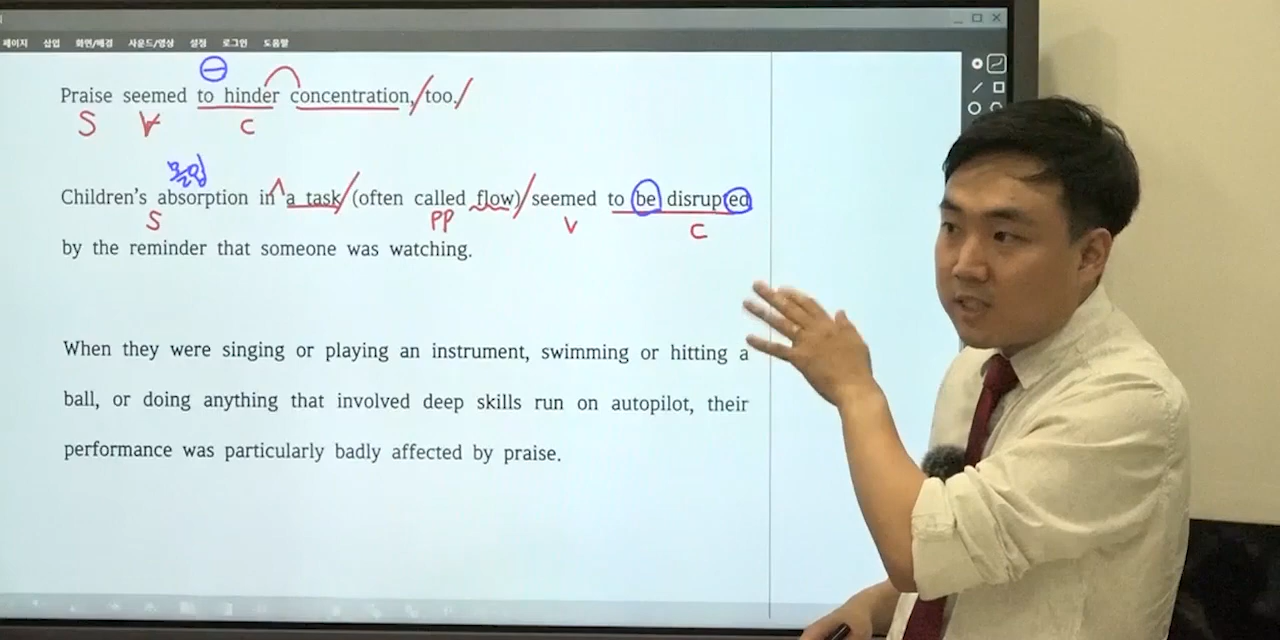 페이지 삽입 화면/배경 사운드/영상 설정 로그인 도움말
Praise seemed to hinder concentration, too.
S V C
몰입
Children's absorption in a task (often called flow) seemed to be disrupted
S PP V C
by the reminder that someone was watching.
When they were singing or playing an instrument, swimming or hitting a
ball, or doing anything that involved deep skills run on autopilot, their
performance was particularly badly affected by praise.